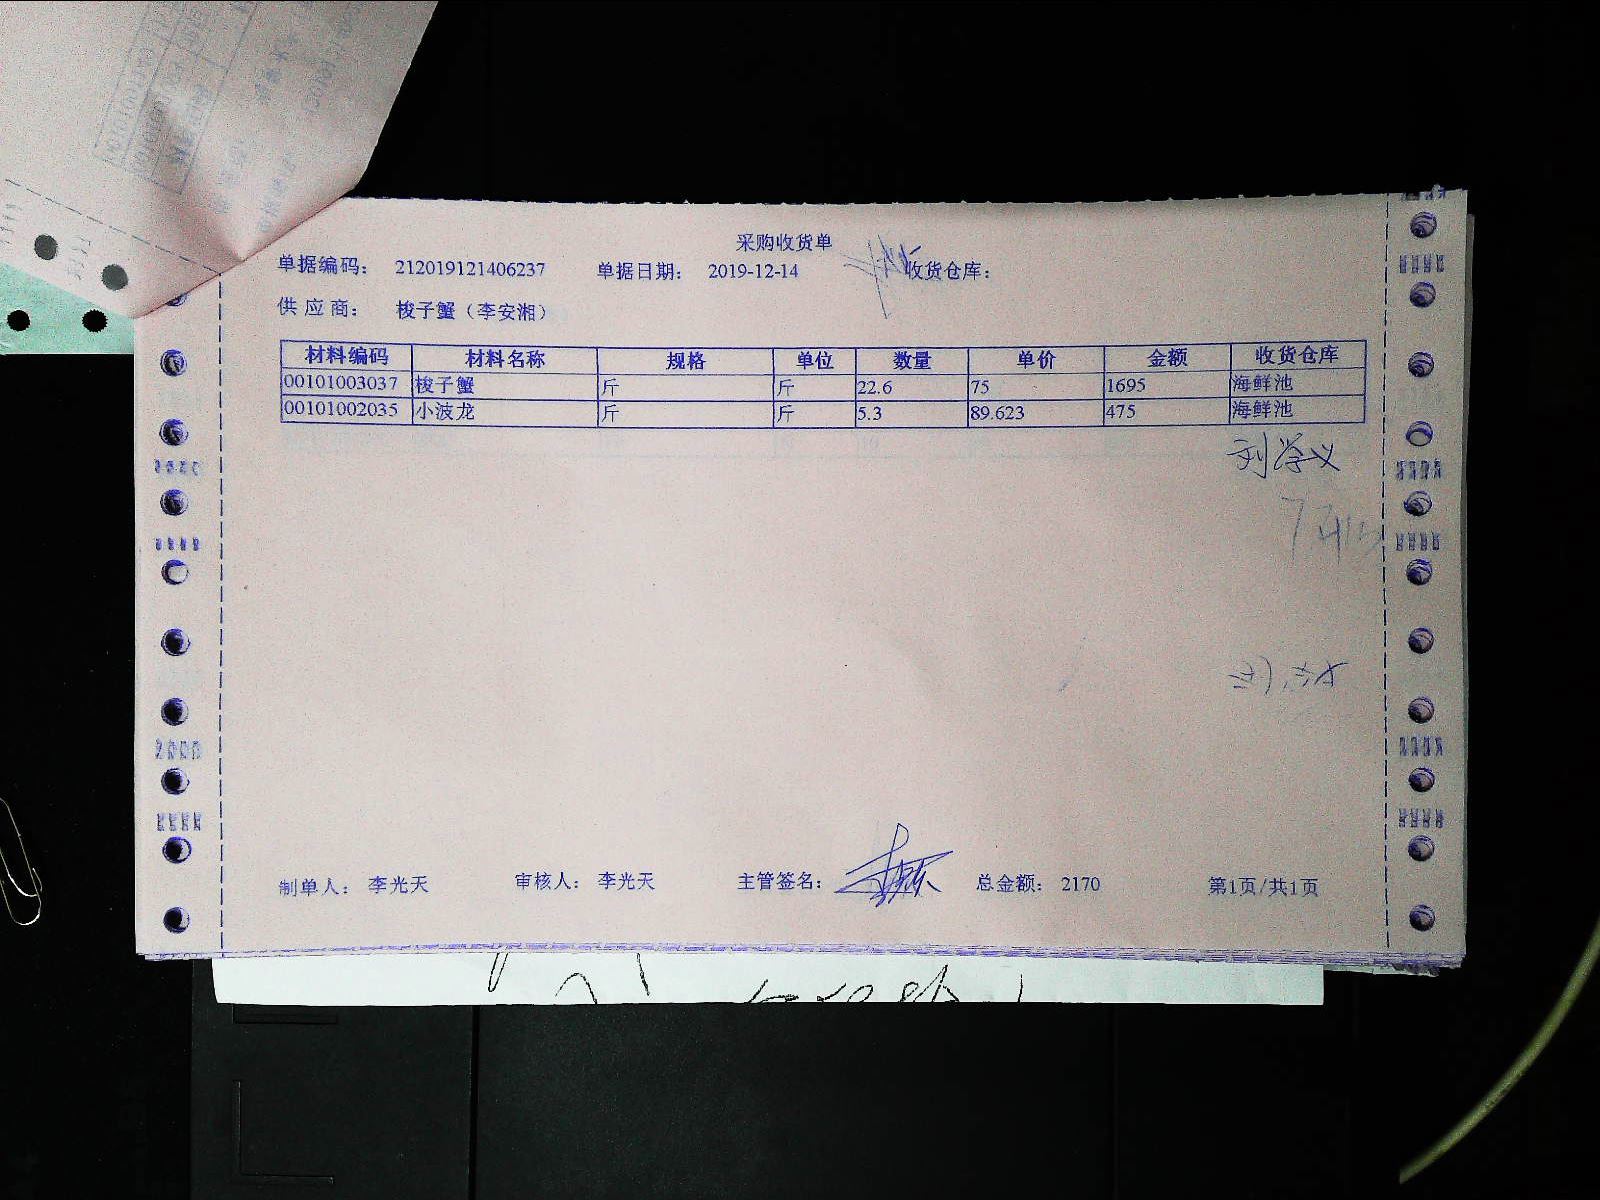 采购收货单
单据编码: 212019121406237 单据日期: 2019-12-14 收货仓库:
供应商: 梭子蟹（李安湘）
材料编码 材料名称 规格 单位 数量 单价 金额 收货仓库
00101003037 梭子蟹 斤 斤 22.6 75 1695 海鲜池
00101002035 小波龙 斤 斤 5.3 89.623 475 海鲜池
刘学义
制单人: 李光天 审核人: 李光天 主管签名: 总金额: 2170 第1页/共1页